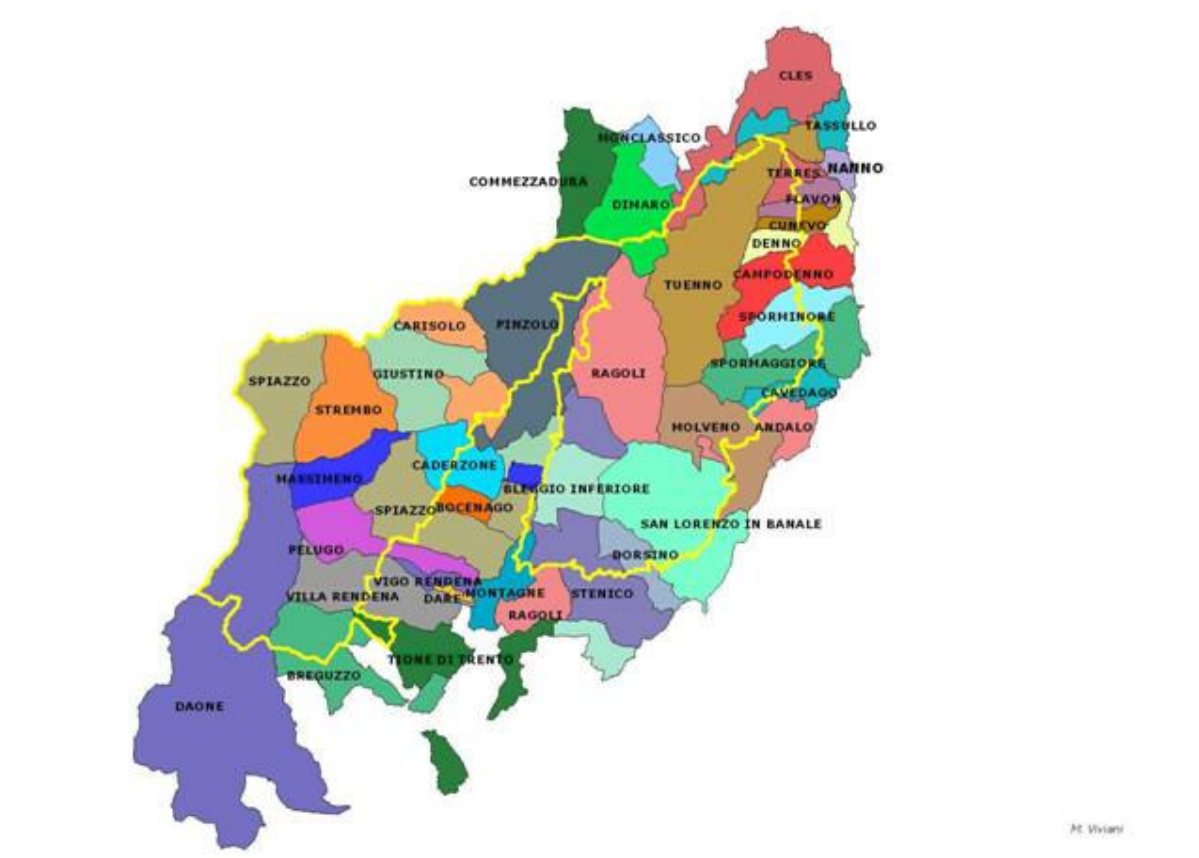 CLES
TASSULLO
MONCLASSICO
TERRES
NANNO
COMMEZZADURA
FLAVON
DIMARO
CUNEVO
DENNO
CAMPODENNO
TUENNO
SPORMINORE
CARISOLO
PINZOLO
SPORMAGGIORE
GIUSTINO
RAGOLI
SPIAZZO
CAVEDAGO
STREMBO
MOLVENO
ANDALO
CADERZONE
MASSIMENO
BLEGGIO INFERIORE
SPIAZZO
BOCENAGO
SAN LORENZO IN BANALE
PELUGO
DORSINO
VIGO RENDENA
VILLA RENDENA
DARE
MONTAGNE
STENICO
RAGOLI
TIONE DI TRENTO
BREGUZZO
DAONE
M. Viviani